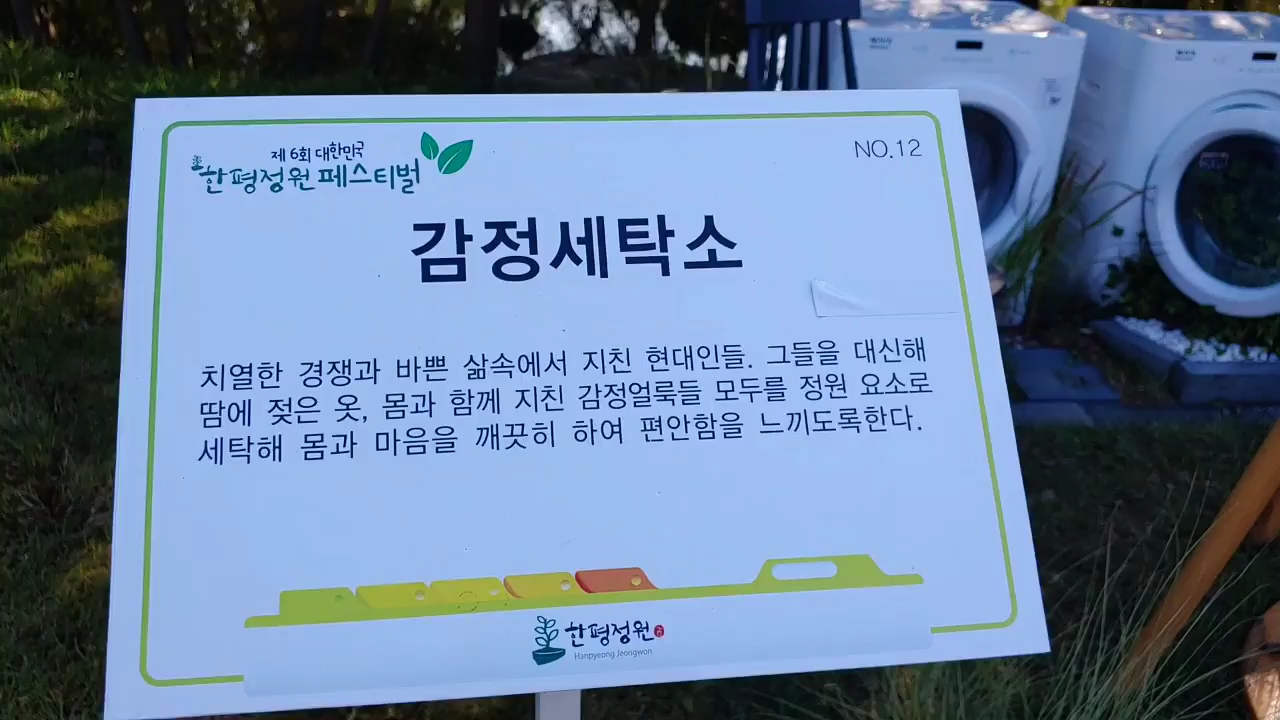 제 6회 대한민국
한평정원 페스티벌
NO.12
감정세탁소
치열한 경쟁과 바쁜 삶속에서 지친 현대인들. 그들을 대신해
땀에 젖은 옷, 몸과 함께 지친 감정얼룩들 모두를 정원 요소로
세탁해 몸과 마음을 깨끗히 하여 편안함을 느끼도록한다.
한평정원
Hanpyeong Jeongwon